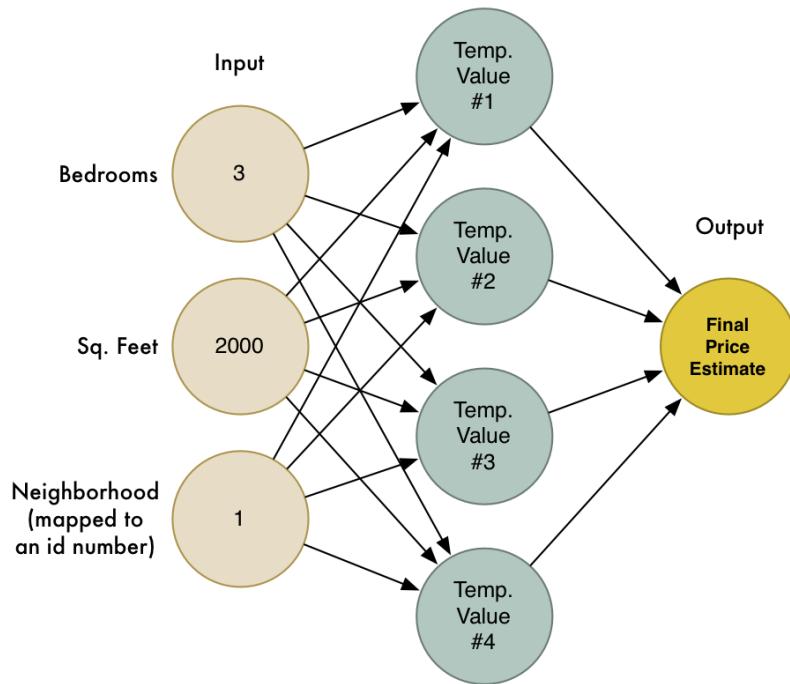 Input
Bedrooms
3
Sq. Feet
2000
Neighborhood
(mapped to
an id number)
1
Temp.
Value
#1
Temp.
Value
#2
Temp.
Value
#3
Temp.
Value
#4
Output
Final
Price
Estimate